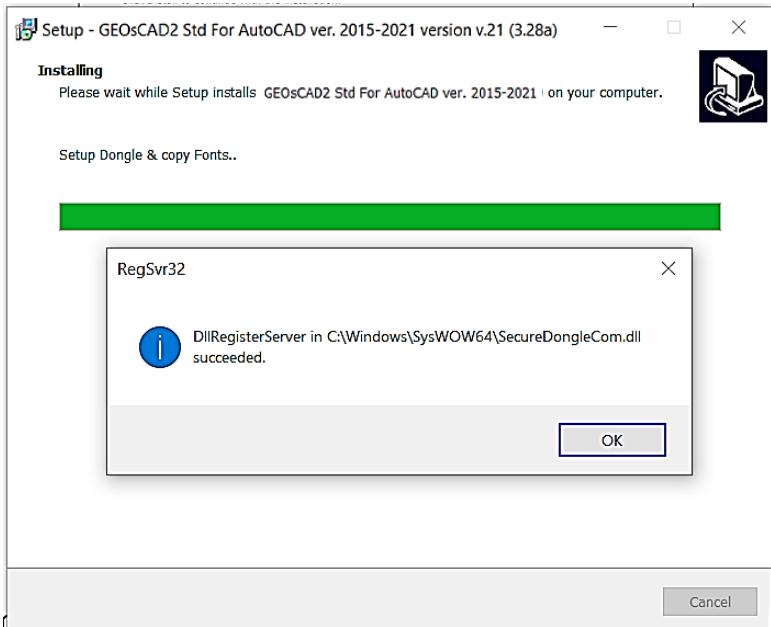 Setup - GEOsCAD2 Std For AutoCAD ver. 2015-2021 version v.21 (3.28a)
Installing
Please wait while Setup installs GEOsCAD2 Std For AutoCAD ver. 2015-2021 on your computer.
Setup Dongle & copy Fonts..
RegSvr32
DllRegisterServer in C:\Windows\SysWOW64\SecureDongleCom.dll
succeeded.
OK
Cancel